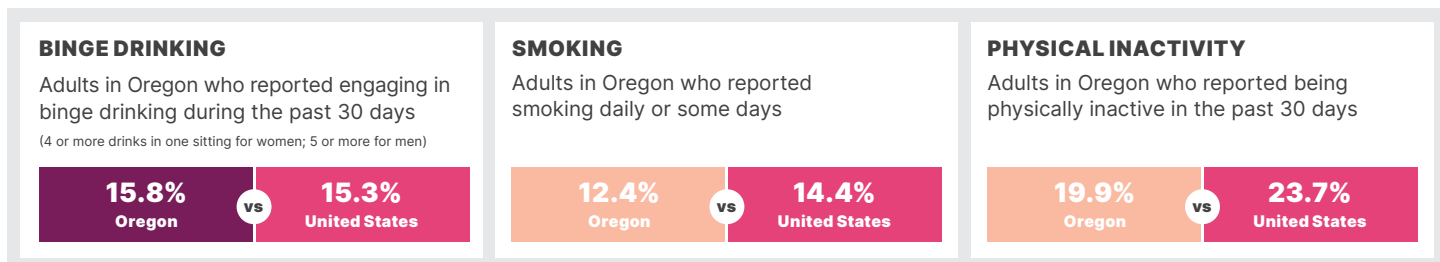 BINGE DRINKING
Adults in Oregon who reported engaging in
binge drinking during the past 30 days
(4 or more drinks in one sitting for women; 5 or more for men)
15.8%
Oregon
vs
15.3%
United States
SMOKING
Adults in Oregon who reported
smoking daily or some days
12.4%
Oregon
vs
14.4%
United States
PHYSICAL INACTIVITY
Adults in Oregon who reported being
physically inactive in the past 30 days
19.9%
Oregon
vs
23.7%
United States